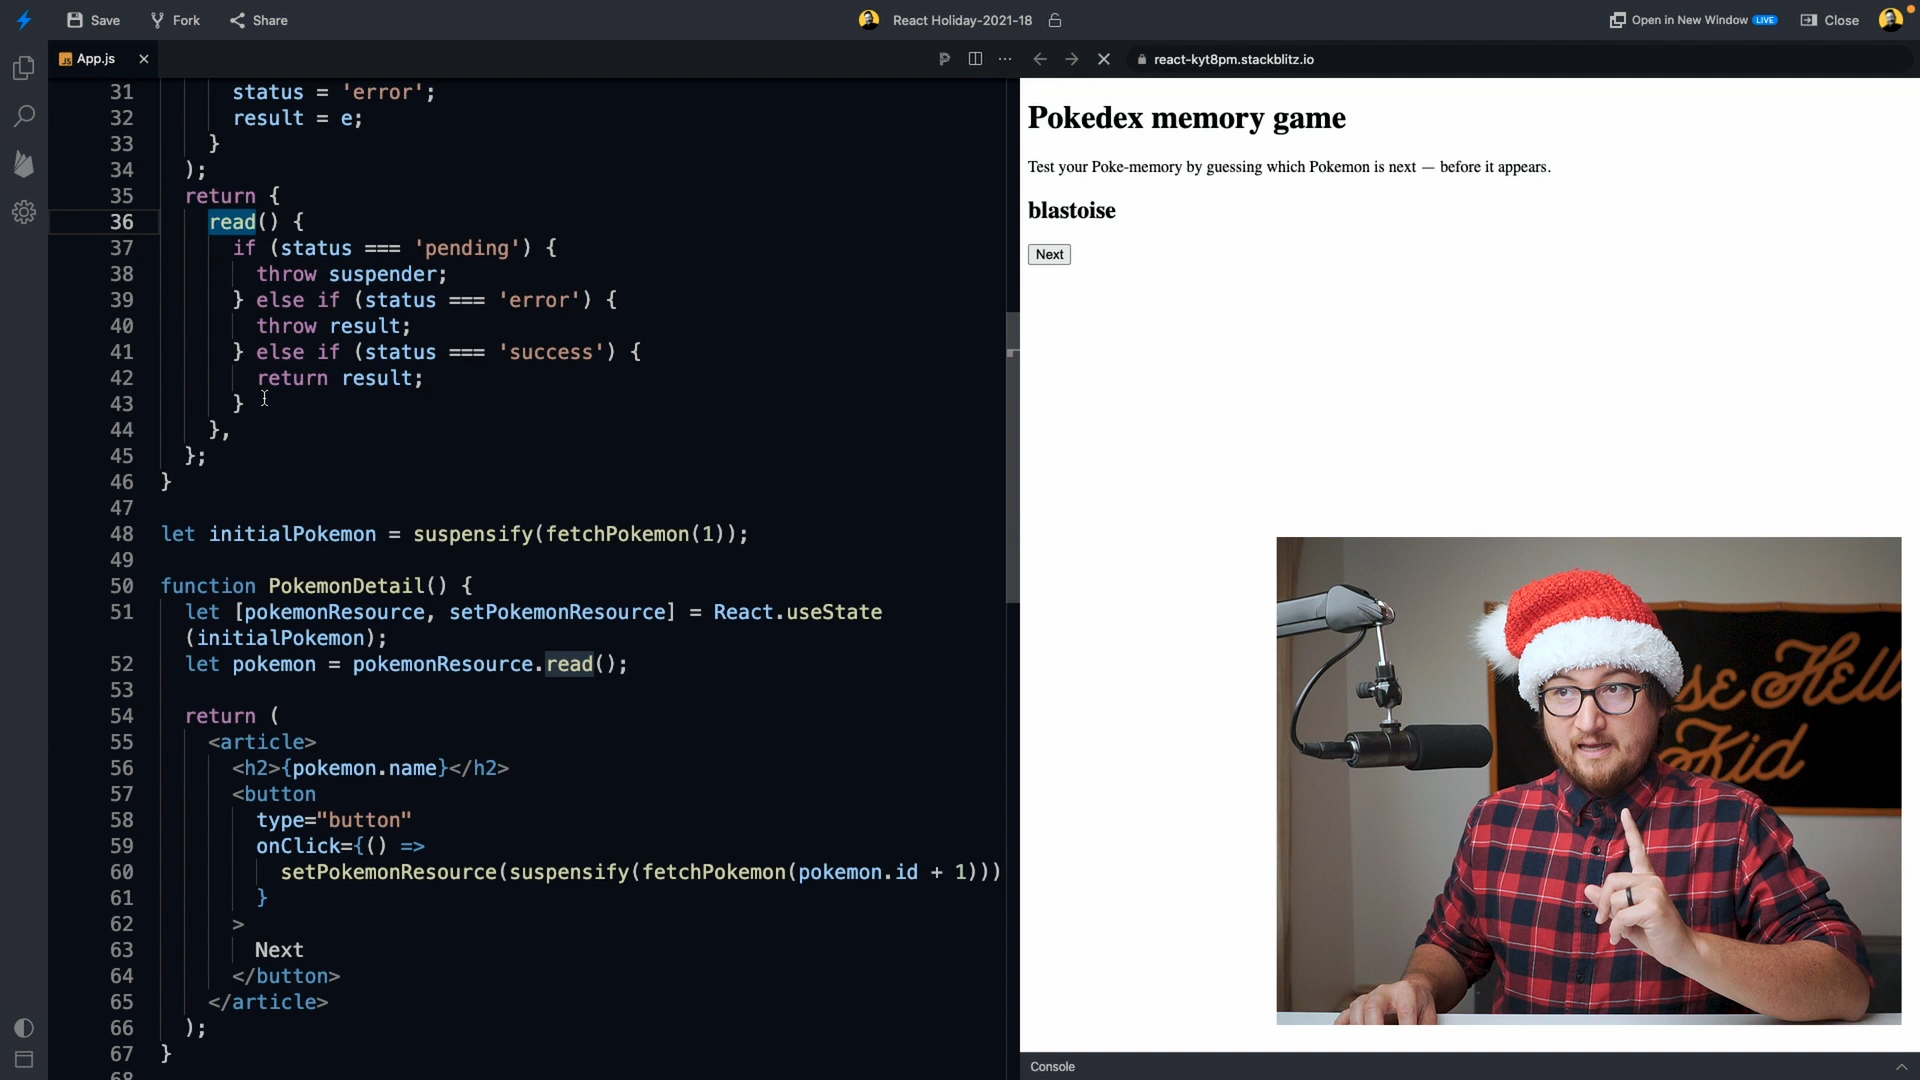 Save Fork Share React Holiday-2021-18 Open in New Window LIVE Close
JS App.js react-kyt8pm.stackblitz.io
31 status = 'error';
32 result = e;
33 }
34 );
35 return {
36 read() {
37 if (status === 'pending') {
38 throw suspender;
39 } else if (status === 'error') {
40 throw result;
41 } else if (status === 'success') {
42 return result;
43 }
44 },
45 };
46 }
47
48 let initialPokemon = suspensify(fetchPokemon(1));
49
50 function PokemonDetail() {
51 let [pokemonResource, setPokemonResource] = React.useState
(initialPokemon);
52 let pokemon = pokemonResource.read();
53
54 return (
55 <article>
56 <h2>{pokemon.name}</h2>
57 <button
58 type="button"
59 onClick={() =>
60 setPokemonResource(suspensify(fetchPokemon(pokemon.id + 1)))
61 }
62 >
63 Next
64 </button>
65 </article>
66 );
67 }
68
Pokedex memory game
Test your Poke-memory by guessing which Pokemon is next — before it appears.
blastoise
Next
se Hell
Kid
Console